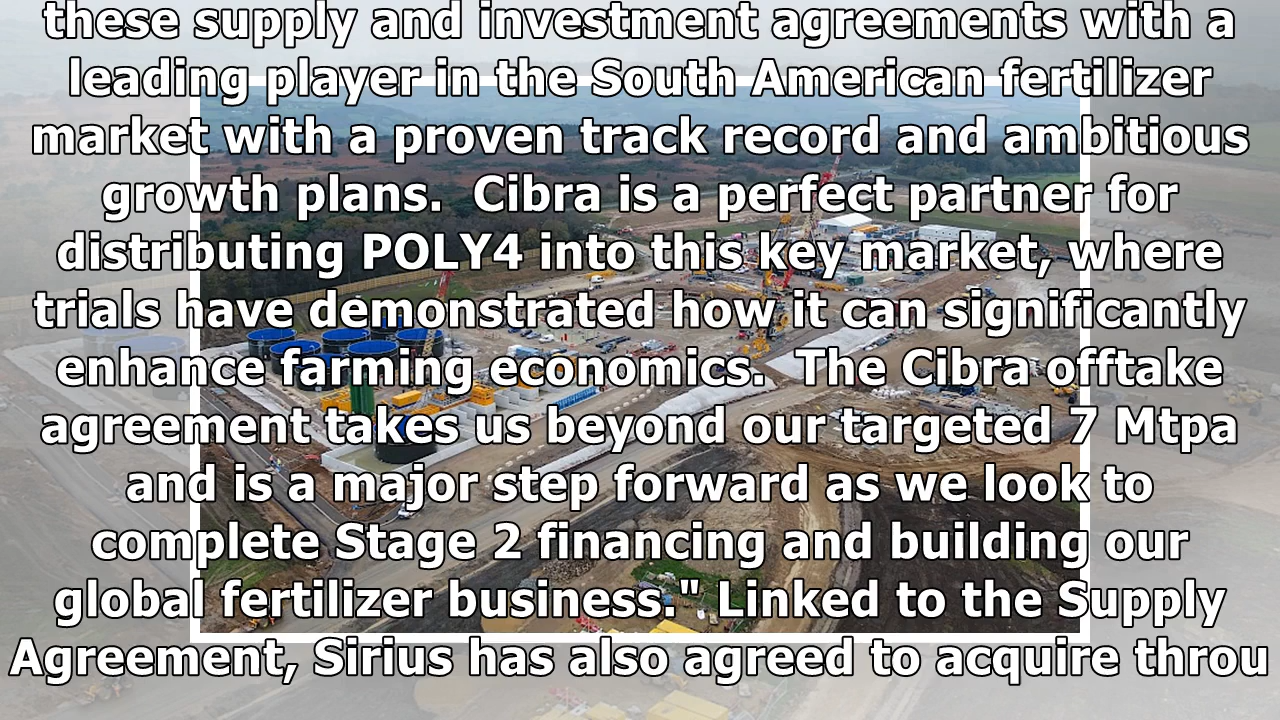 these supply and investment agreements with a
leading player in the South American fertilizer
market with a proven track record and ambitious
growth plans.  Cibra is a perfect partner for
distributing POLY4 into this key market, where
trials have demonstrated how it can significantly
enhance farming economics.  The Cibra offtake
agreement takes us beyond our targeted 7 Mtpa
and is a major step forward as we look to
complete Stage 2 financing and building our
global fertilizer business." Linked to the Supply
Agreement, Sirius has also agreed to acquire throu